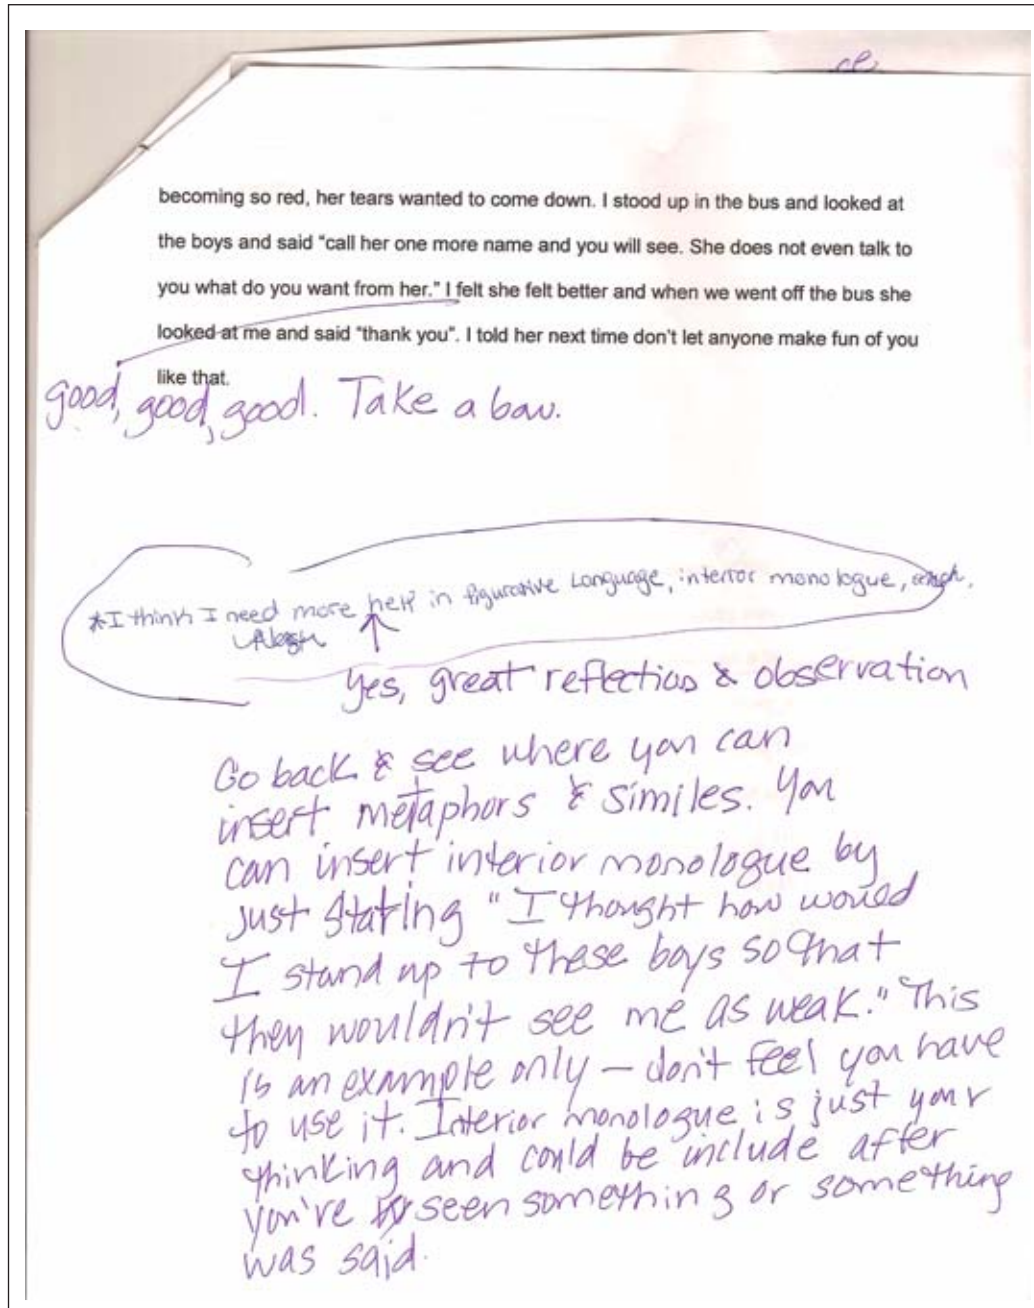 ce
becoming so red, her tears wanted to come down. I stood up in the bus and looked at
the boys and said “call her one more name and you will see. She does not even talk to
you what do you want from her.” I felt she felt better and when we went off the bus she
looked at me and said “thank you”. I told her next time don’t let anyone make fun of you
like that.
good, good, good. Take a bow.
*I think I need more help in figurative Language, interior monologue,
Yes, great reflection & observation
Go back & see where you can
insert metaphors & similes. You
can insert interior monologue by
just stating "I thought how would
I stand up to these boys so that
they wouldn't see me as weak." This
is an example only — don't feel you have
to use it. Interior monologue is just your
thinking and could be include after
you're seen something or something
was said.